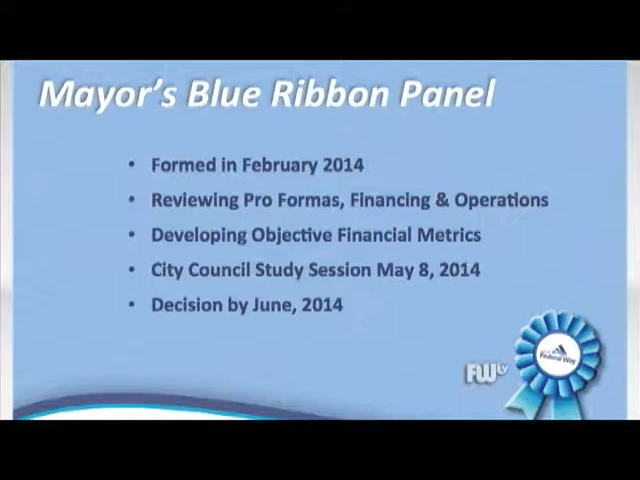 Mayor's Blue Ribbon Panel
• Formed in February 2014
• Reviewing Pro Formas, Financing & Operations
• Developing Objective Financial Metrics
• City Council Study Session May 8, 2014
• Decision by June, 2014
FWtv
Federal Way